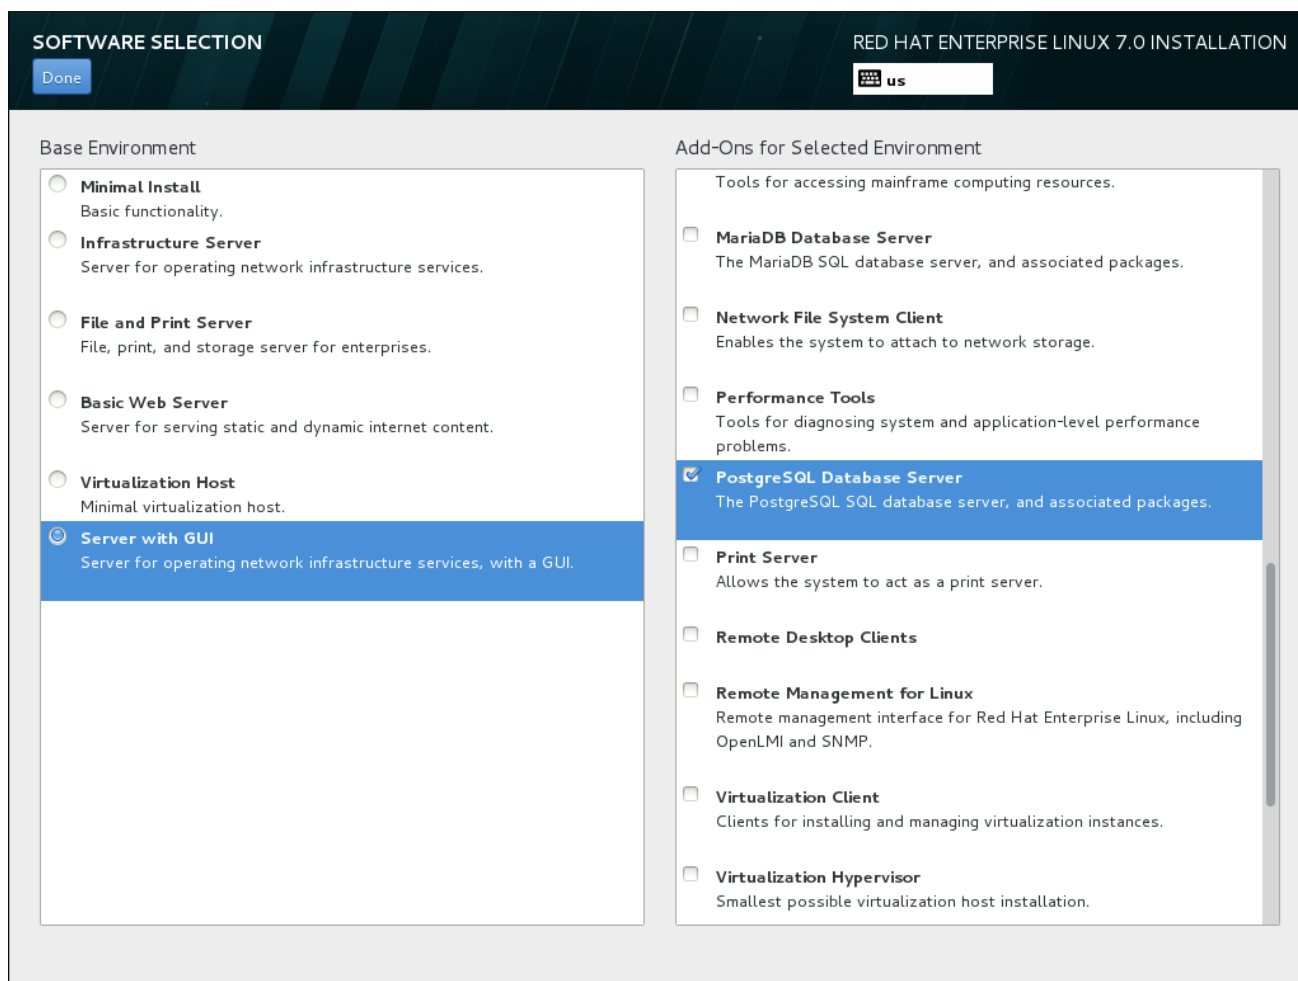 SOFTWARE SELECTION
RED HAT ENTERPRISE LINUX 7.0 INSTALLATION
Done
us
Base Environment
Minimal Install
Basic functionality.
Infrastructure Server
Server for operating network infrastructure services.
File and Print Server
File, print, and storage server for enterprises.
Basic Web Server
Server for serving static and dynamic internet content.
Virtualization Host
Minimal virtualization host.
Server with GUI
Server for operating network infrastructure services, with a GUI.
Add-Ons for Selected Environment
Tools for accessing mainframe computing resources.
MariaDB Database Server
The MariaDB SQL database server, and associated packages.
Network File System Client
Enables the system to attach to network storage.
Performance Tools
Tools for diagnosing system and application-level performance
problems.
PostgreSQL Database Server
The PostgreSQL SQL database server, and associated packages.
Print Server
Allows the system to act as a print server.
Remote Desktop Clients
Remote Management for Linux
Remote management interface for Red Hat Enterprise Linux, including
OpenLMI and SNMP.
Virtualization Client
Clients for installing and managing virtualization instances.
Virtualization Hypervisor
Smallest possible virtualization host installation.